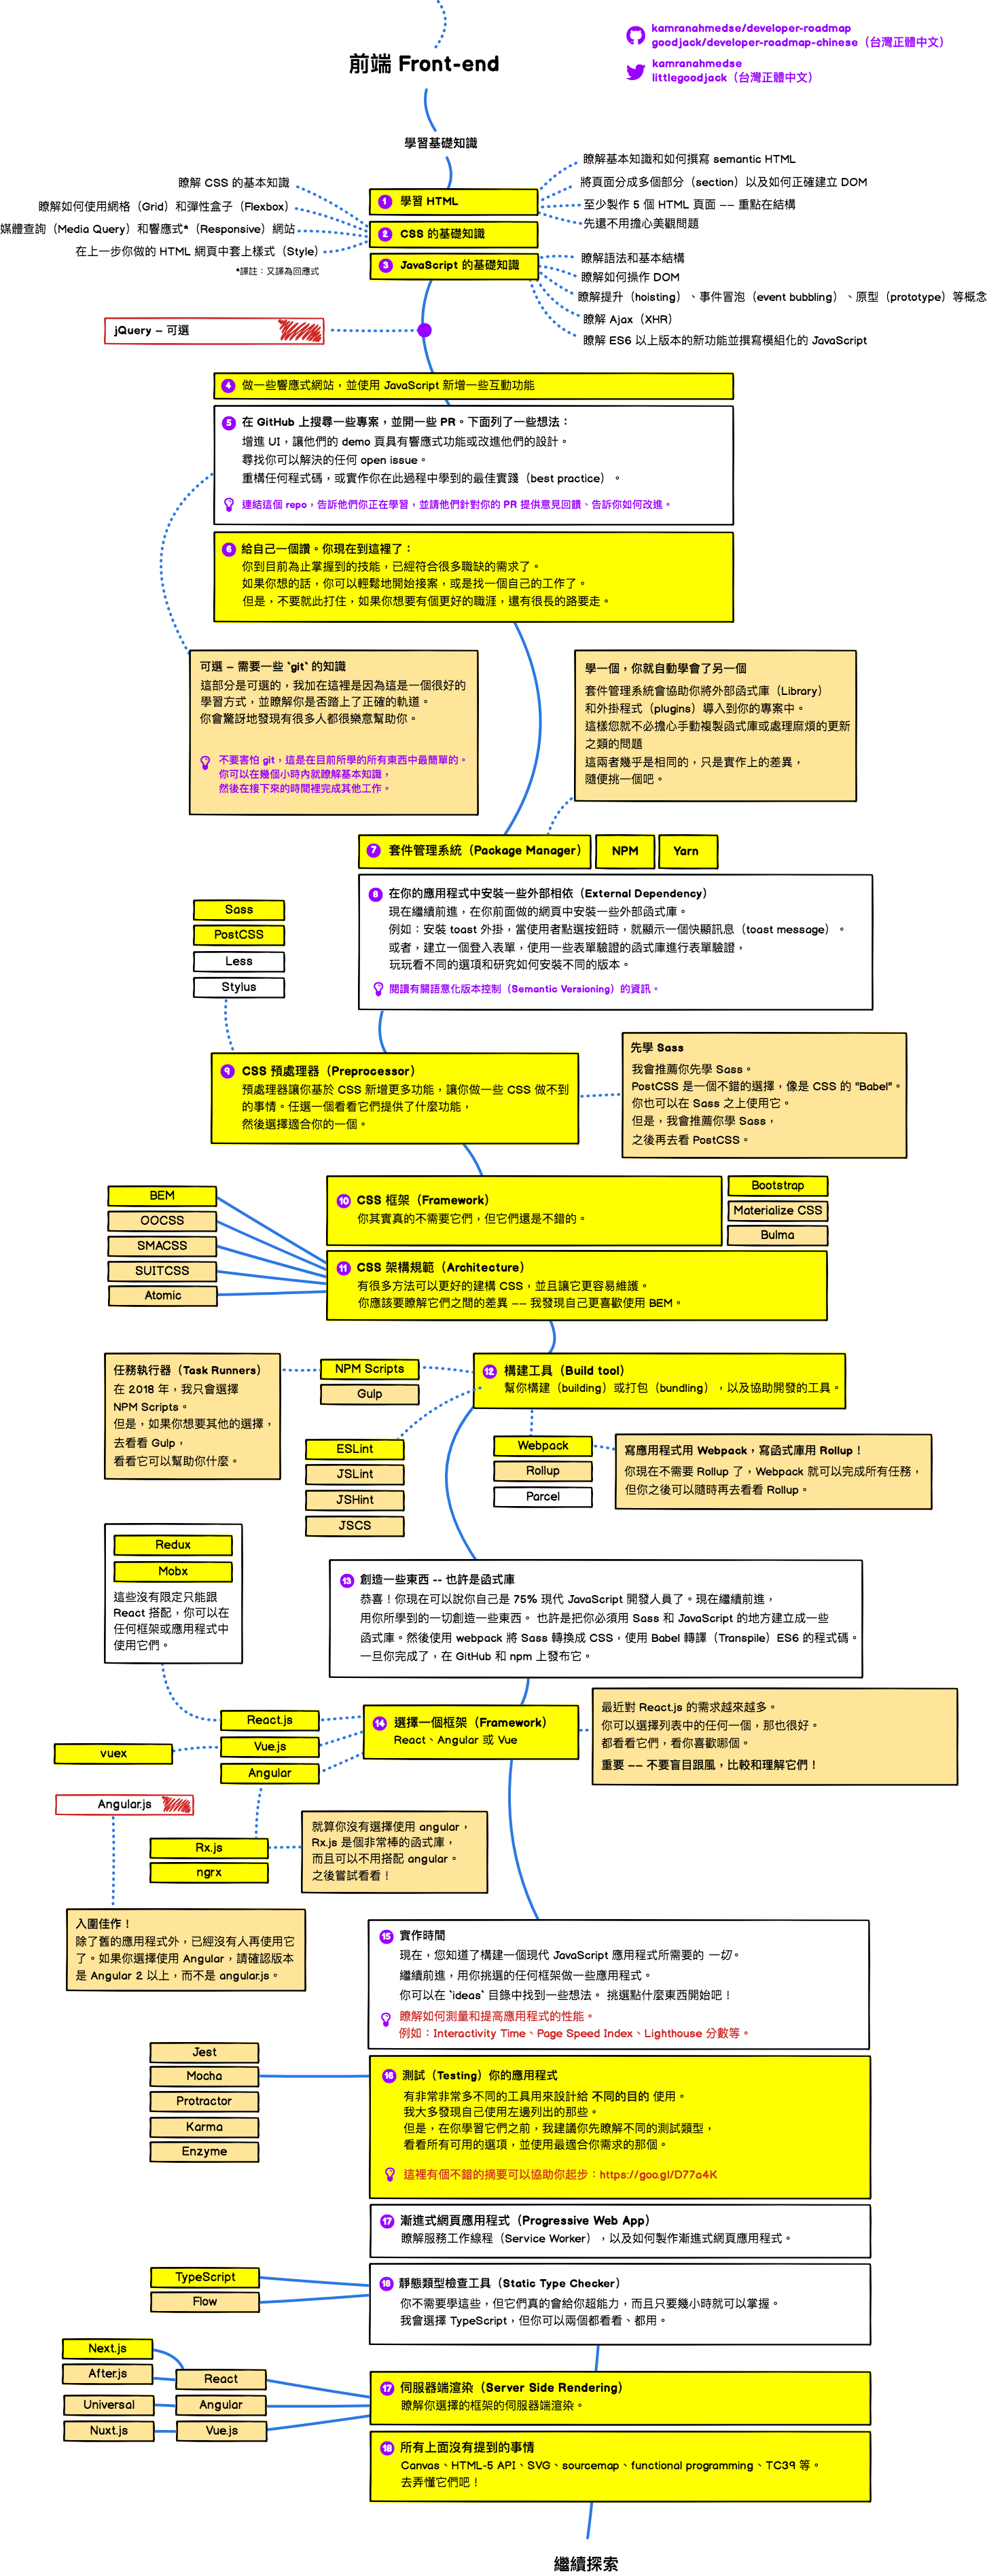 kamranahmedse/developer-roadmap
goodjack/developer-roadmap-chinese（台灣正體中文）
kamranahmedse
littlegoodjack（台灣正體中文）
前端 Front-end
學習基礎知識
瞭解 CSS 的基本知識
瞭解如何使用網格（Grid）和彈性盒子（Flexbox）
媒體查詢（Media Query）和響應式*（Responsive）網站
在上一步你做的 HTML 網頁中套上樣式（Style）
*譯註：又譯為回應式
1 學習 HTML
2 CSS 的基礎知識
3 JavaScript 的基礎知識
瞭解基本知識和如何撰寫 semantic HTML
將頁面分成多個部分（section）以及如何正確建立 DOM
至少製作 5 個 HTML 頁面 —— 重點在結構
先還不用擔心美觀問題
瞭解語法和基本結構
瞭解如何操作 DOM
瞭解提升（hoisting）、事件冒泡（event bubbling）、原型（prototype）等概念
瞭解 Ajax（XHR）
瞭解 ES6 以上版本的新功能並撰寫模組化的 JavaScript
jQuery – 可選
4 做一些響應式網站，並使用 JavaScript 新增一些互動功能
5 在 GitHub 上搜尋一些專案，並開一些 PR。下面列了一些想法：
增進 UI，讓他們的 demo 頁具有響應式功能或改進他們的設計。
尋找你可以解決的任何 open issue。
重構任何程式碼，或實作你在此過程中學到的最佳實踐（best practice）。
連結這個 repo，告訴他們你正在學習，並請他們針對你的 PR 提供意見回饋、告訴你如何改進。
6 給自己一個讚。你現在到這裡了：
你到目前為止掌握到的技能，已經符合很多職缺的需求了。
如果你想的話，你可以輕鬆地開始接案，或是找一個自己的工作了。
但是，不要就此打住，如果你想要有個更好的職涯，還有很長的路要走。
可選 – 需要一些 `git` 的知識
這部分是可選的，我加在這裡是因為這是一個很好的
學習方式，並瞭解你是否踏上了正確的軌道。
你會驚訝地發現有很多人都很樂意幫助你。
不要害怕 git，這是在目前所學的所有東西中最簡單的。
你可以在幾個小時內就瞭解基本知識，
然後在接下來的時間裡完成其他工作。
學一個，你就自動學會了另一個
套件管理系統會協助你將外部函式庫（Library）
和外掛程式（plugins）導入到你的專案中。
這樣您就不必擔心手動複製函式庫或處理麻煩的更新
之類的問題
這兩者幾乎是相同的，只是實作上的差異，
隨便挑一個吧。
7 套件管理系統（Package Manager）
NPM
Yarn
8 在你的應用程式中安裝一些外部相依（External Dependency）
現在繼續前進，在你前面做的網頁中安裝一些外部函式庫。
例如：安裝 toast 外掛，當使用者點選按鈕時，就顯示一個快顯訊息（toast message）。
或者，建立一個登入表單，使用一些表單驗證的函式庫進行表單驗證，
玩玩看不同的選項和研究如何安裝不同的版本。
閱讀有關語意化版本控制（Semantic Versioning）的資訊。
Sass
PostCSS
Less
Stylus
9 CSS 預處理器（Preprocessor）
預處理器讓你基於 CSS 新增更多功能，讓你做一些 CSS 做不到
的事情。任選一個看看它們提供了什麼功能，
然後選擇適合你的一個。
先學 Sass
我會推薦你先學 Sass。
PostCSS 是一個不錯的選擇，像是 CSS 的 "Babel"。
你也可以在 Sass 之上使用它。
但是，我會推薦你學 Sass，
之後再去看 PostCSS。
10 CSS 框架（Framework）
你其實真的不需要它們，但它們還是不錯的。
Bootstrap
Materialize CSS
Bulma
BEM
OOCSS
SMACSS
SUITCSS
Atomic
11 CSS 架構規範（Architecture）
有很多方法可以更好的建構 CSS，並且讓它更容易維護。
你應該要瞭解它們之間的差異 —— 我發現自己更喜歡使用 BEM。
任務執行器（Task Runners）
在 2018 年，我只會選擇
NPM Scripts。
但是，如果你想要其他的選擇，
去看看 Gulp，
看看它可以幫助你什麼。
NPM Scripts
Gulp
12 構建工具（Build tool）
幫你構建（building）或打包（bundling），以及協助開發的工具。
ESLint
JSLint
JSHint
JSCS
Webpack
Rollup
Parcel
寫應用程式用 Webpack，寫函式庫用 Rollup！
你現在不需要 Rollup 了，Webpack 就可以完成所有任務，
但你之後可以隨時再去看看 Rollup。
Redux
Mobx
這些沒有限定只能跟
React 搭配，你可以在
任何框架或應用程式中
使用它們。
13 創造一些東西 -- 也許是函式庫
恭喜！你現在可以說你自己是 75% 現代 JavaScript 開發人員了。現在繼續前進，
用你所學到的一切創造一些東西。 也許是把你必須用 Sass 和 JavaScript 的地方建立成一些
函式庫。然後使用 webpack 將 Sass 轉換成 CSS，使用 Babel 轉譯（Transpile）ES6 的程式碼。
一旦你完成了，在 GitHub 和 npm 上發布它。
React.js
Vue.js
Angular
vuex
14 選擇一個框架（Framework）
React、Angular 或 Vue
最近對 React.js 的需求越來越多。
你可以選擇列表中的任何一個，那也很好。
都看看它們，看你喜歡哪個。
重要 —— 不要盲目跟風，比較和理解它們！
Angular.js
Rx.js
ngrx
就算你沒有選擇使用 angular，
Rx.js 是個非常棒的函式庫，
而且可以不用搭配 angular。
之後嘗試看看！
入圍佳作！
除了舊的應用程式外，已經沒有人再使用它
了。如果你選擇使用 Angular，請確認版本
是 Angular 2 以上，而不是 angular.js。
15 實作時間
現在，您知道了構建一個現代 JavaScript 應用程式所需要的 一切。
繼續前進，用你挑選的任何框架做一些應用程式。
你可以在 `ideas` 目錄中找到一些想法。 挑選點什麼東西開始吧！
瞭解如何測量和提高應用程式的性能。
例如：Interactivity Time、Page Speed Index、Lighthouse 分數等。
Jest
Mocha
Protractor
Karma
Enzyme
16 測試（Testing）你的應用程式
有非常非常多不同的工具用來設計給 不同的目的 使用。
我大多發現自己使用左邊列出的那些。
但是，在你學習它們之前，我建議你先瞭解不同的測試類型，
看看所有可用的選項，並使用最適合你需求的那個。
這裡有個不錯的摘要可以協助你起步：https://goo.gl/D77a4K
17 漸進式網頁應用程式（Progressive Web App）
瞭解服務工作線程（Service Worker），以及如何製作漸進式網頁應用程式。
TypeScript
Flow
18 靜態類型檢查工具（Static Type Checker）
你不需要學這些，但它們真的會給你超能力，而且只要幾小時就可以掌握。
我會選擇 TypeScript，但你可以兩個都看看、都用。
Next.js
After.js
React
Universal
Angular
Nuxt.js
Vue.js
17 伺服器端渲染（Server Side Rendering）
瞭解你選擇的框架的伺服器端渲染。
18 所有上面沒有提到的事情
Canvas、HTML-5 API、SVG、sourcemap、functional programming、TC39 等。
去弄懂它們吧！
繼續探索